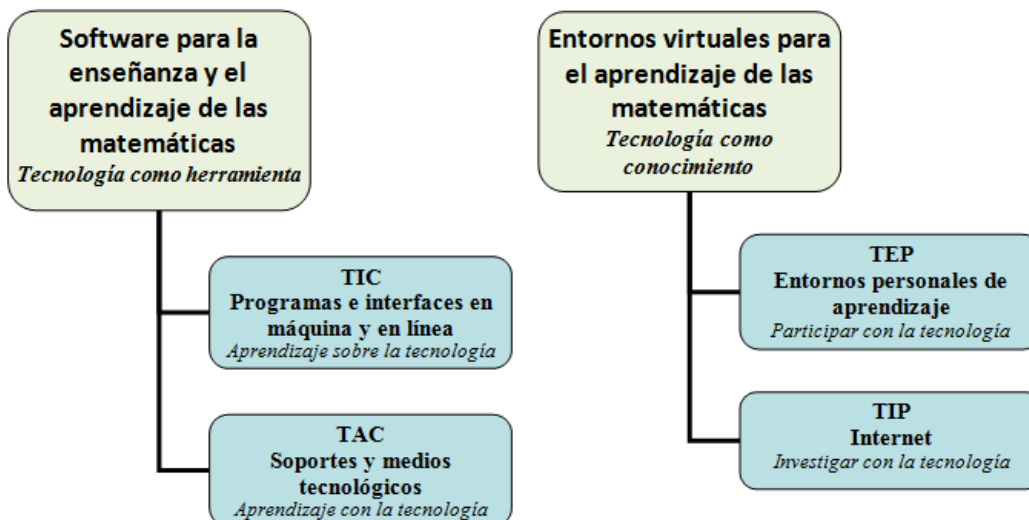 Software para la
enseñanza y el
aprendizaje de las
matemáticas
Tecnología como herramienta
TIC
Programas e interfaces en
máquina y en línea
Aprendizaje sobre la tecnología
TAC
Soportes y medios
tecnológicos
Aprendizaje con la tecnología
Entornos virtuales para
el aprendizaje de las
matemáticas
Tecnología como
conocimiento
TEP
Entornos personales de
aprendizaje
Participar con la tecnología
TIP
Internet
Investigar con la tecnología